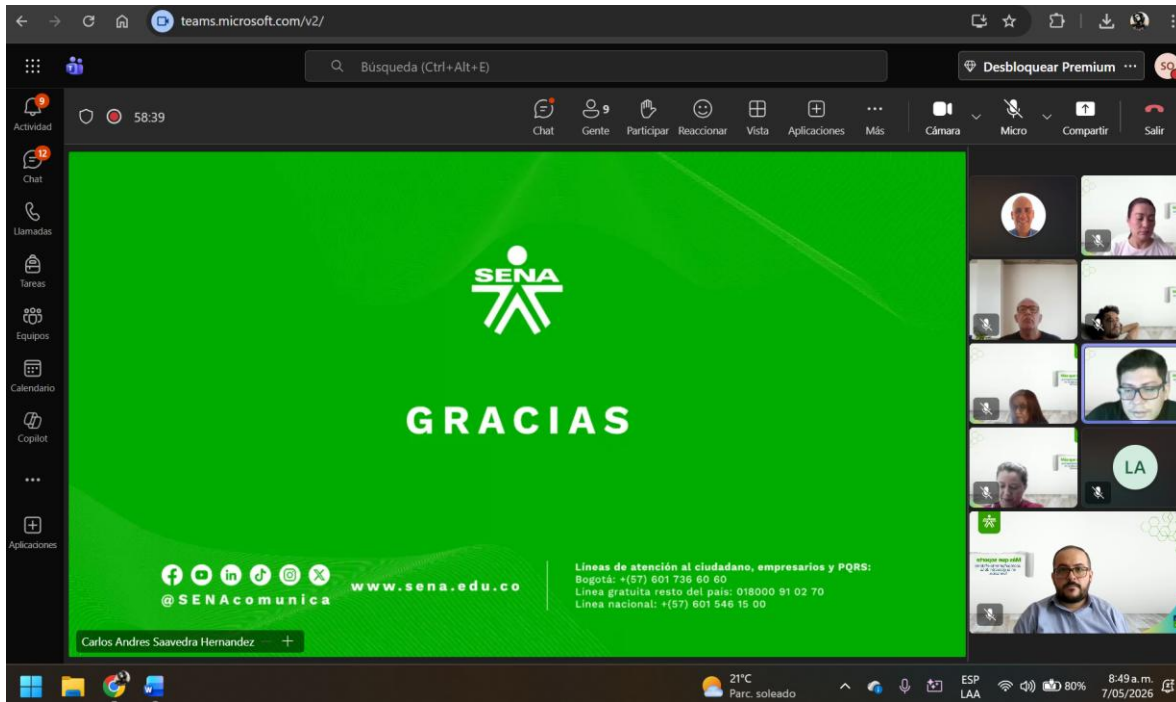 teams.microsoft.com/v2/
Búsqueda (Ctrl+Alt+E)
Desbloquear Premium
SO
9
Actividad
58:39
Chat
9
Gente
Participar
Reaccionar
Vista
Aplicaciones
Más
Cámara
Micro
Compartir
Salir
12
Chat
Llamadas
Tareas
Equipos
Calendario
Copilot
Aplicaciones
SENA
GRACIAS
@SENAcomunica
www.sena.edu.co
Líneas de atención al ciudadano, empresarios y PQRS:
Bogotá: +(57) 601 736 60 60
Línea gratuita resto del país: 018000 91 02 70
Línea nacional: +(57) 601 546 15 00
Carlos Andres Saavedra Hernandez
LA
21°C
Parc. soleado
ESP
LAA
80%
8:49 a. m.
7/05/2026